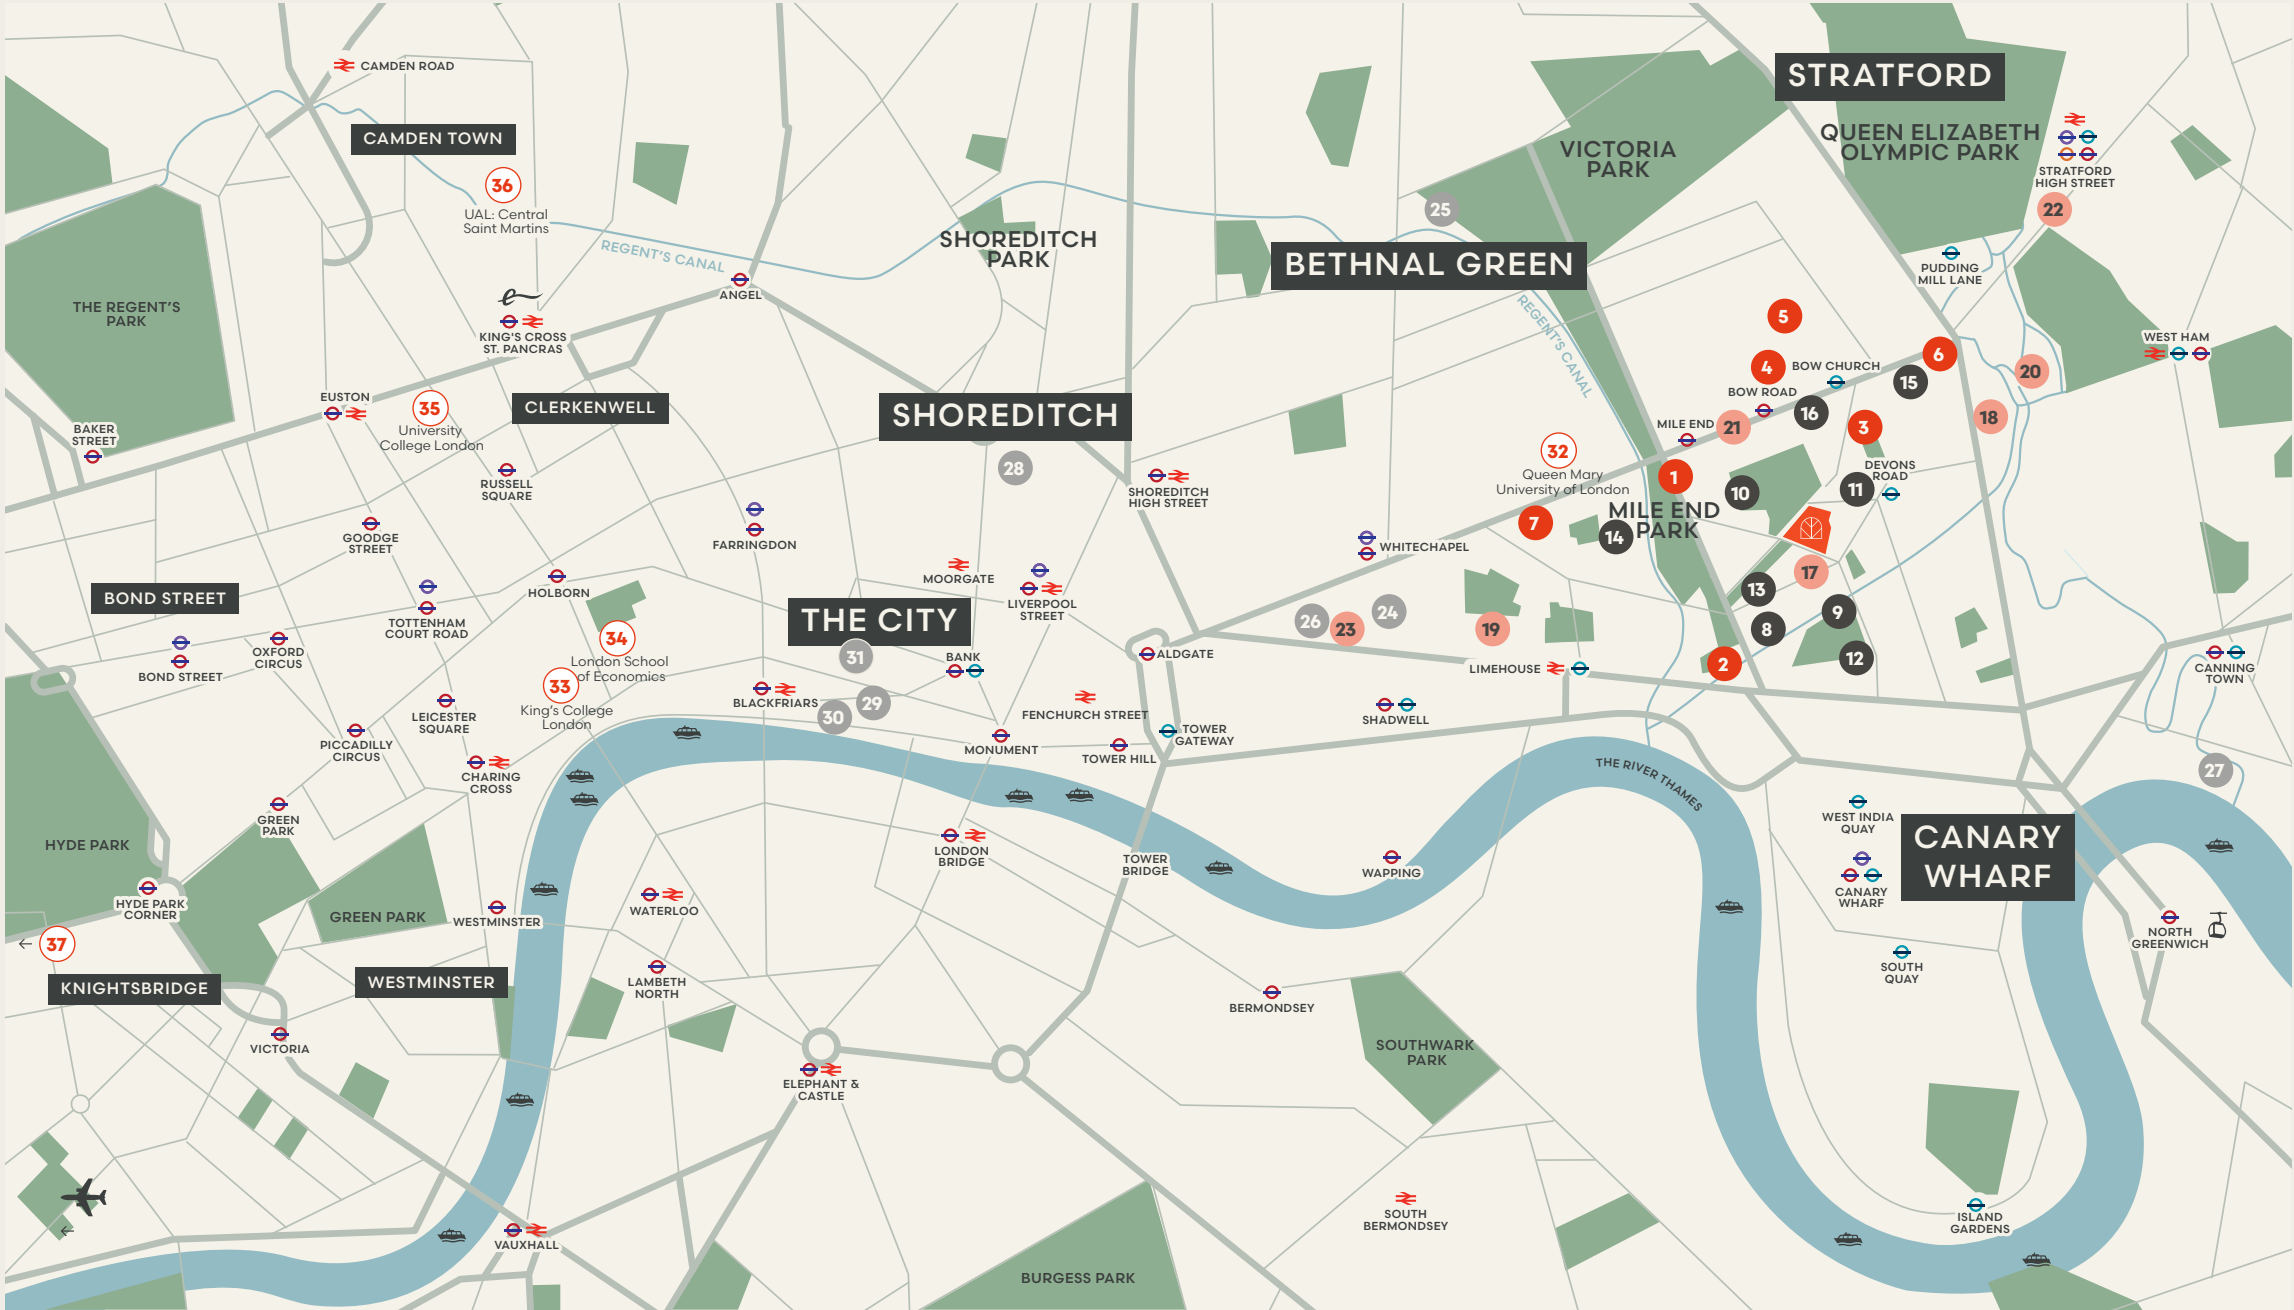 CAMDEN ROAD
CAMDEN TOWN
36
UAL: Central
Saint Martins
REGENT'S CANAL
THE REGENT'S
PARK
ANGEL
KING'S CROSS
ST. PANCRAS
EUSTON
35
University
College London
CLERKENWELL
BAKER
STREET
RUSSELL
SQUARE
GOODGE
STREET
FARRINGDON
HOLBORN
BOND STREET
TOTTENHAM
COURT ROAD
OXFORD
CIRCUS
BOND STREET
34
London School
of Economics
33
King's College
London
LEICESTER
SQUARE
PICCADILLY
CIRCUS
CHARING
CROSS
GREEN
PARK
HYDE PARK
HYDE PARK
CORNER
GREEN PARK
WESTMINSTER
37
KNIGHTSBRIDGE
WESTMINSTER
VICTORIA
WATERLOO
LAMBETH
NORTH
ELEPHANT &
CASTLE
VAUXHALL
SHOREDITCH
PARK
SHOREDITCH
28
SHOREDITCH
HIGH STREET
MOORGATE
LIVERPOOL
STREET
THE CITY
31
BANK
ALDGATE
BLACKFRIARS
30
29
FENCHURCH STREET
MONUMENT
TOWER HILL
TOWER
GATEWAY
LONDON
BRIDGE
TOWER
BRIDGE
BERMONDSEY
SOUTHWARK
PARK
SOUTH
BERMONDSEY
BURGESS PARK
STRATFORD
QUEEN ELIZABETH
OLYMPIC PARK
STRATFORD
HIGH STREET
22
VICTORIA
PARK
25
BETHNAL GREEN
REGENT'S CANAL
PUDDING
MILL LANE
WEST HAM
5
4
BOW CHURCH
6
15
20
BOW ROAD
16
18
MILE END
21
3
32
Queen Mary
University of London
1
10
DEVONS
ROAD
11
MILE END
PARK
7
14
WHITECHAPEL
17
13
9
8
12
2
26
23
24
19
LIMEHOUSE
SHADWELL
CANNING
TOWN
27
THE RIVER THAMES
WAPPING
WEST INDIA
QUAY
CANARY
WHARF
CANARY
WHARF
SOUTH
QUAY
NORTH
GREENWICH
ISLAND
GARDENS